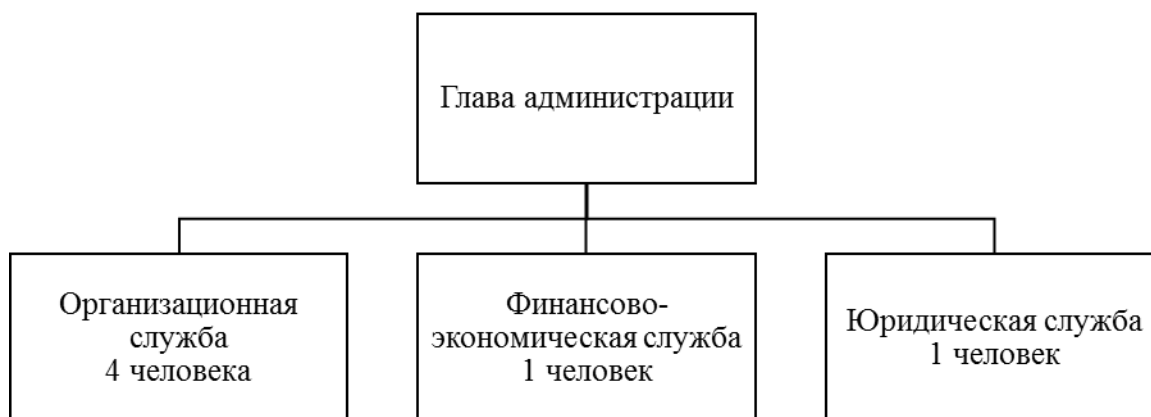 Глава администрации
Организационная
служба
4 человека
Финансово-
экономическая служба
1 человек
Юридическая служба
1 человек